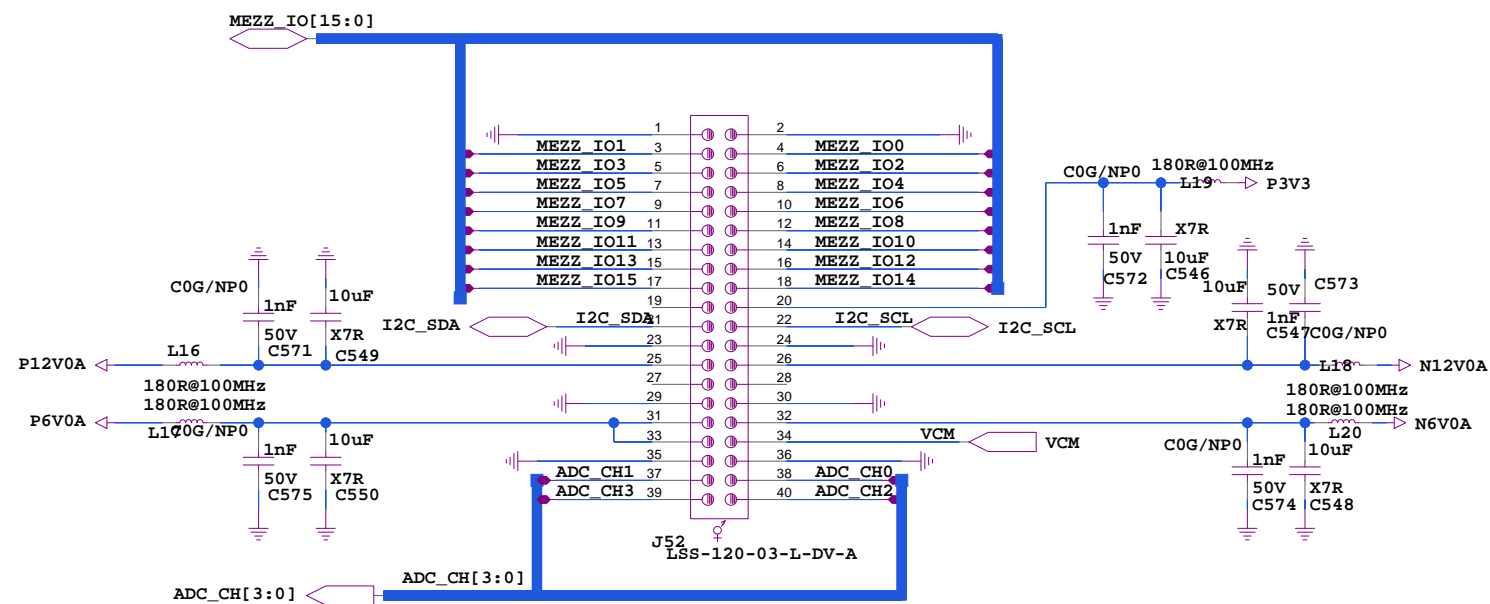 MEZZ_IO[15:0]
1 2
MEZZ_IO1 3 4 MEZZ_IO0
MEZZ_IO3 5 6 MEZZ_IO2
MEZZ_IO5 7 8 MEZZ_IO4
MEZZ_IO7 9 10 MEZZ_IO6
MEZZ_IO9 11 12 MEZZ_IO8
MEZZ_IO11 13 14 MEZZ_IO10
MEZZ_IO13 15 16 MEZZ_IO12
MEZZ_IO15 17 18 MEZZ_IO14
19 20
I2C_SDA I2C_SDA 21 22 I2C_SCL I2C_SCL
23 24
25 26
27 28
29 30
31 32
33 34 VCM VCM
35 36
ADC_CH1 37 38 ADC_CH0
ADC_CH3 39 40 ADC_CH2
J52
LSS-120-03-L-DV-A
ADC_CH[3:0]
ADC_CH[3:0]
C0G/NP0
180R@100MHz
L19
P3V3
1nF
50V
C572
X7R
10uF
C546
10uF
X7R
C547
50V
1nF
C573
C0G/NP0
L18
N12V0A
180R@100MHz
180R@100MHz
L20
N6V0A
C0G/NP0
1nF
50V
C574
10uF
X7R
C548
C0G/NP0
1nF
50V
C571
10uF
X7R
C549
P12V0A
L16
180R@100MHz
180R@100MHz
P6V0A
L17
C0G/NP0
1nF
50V
C575
10uF
X7R
C550